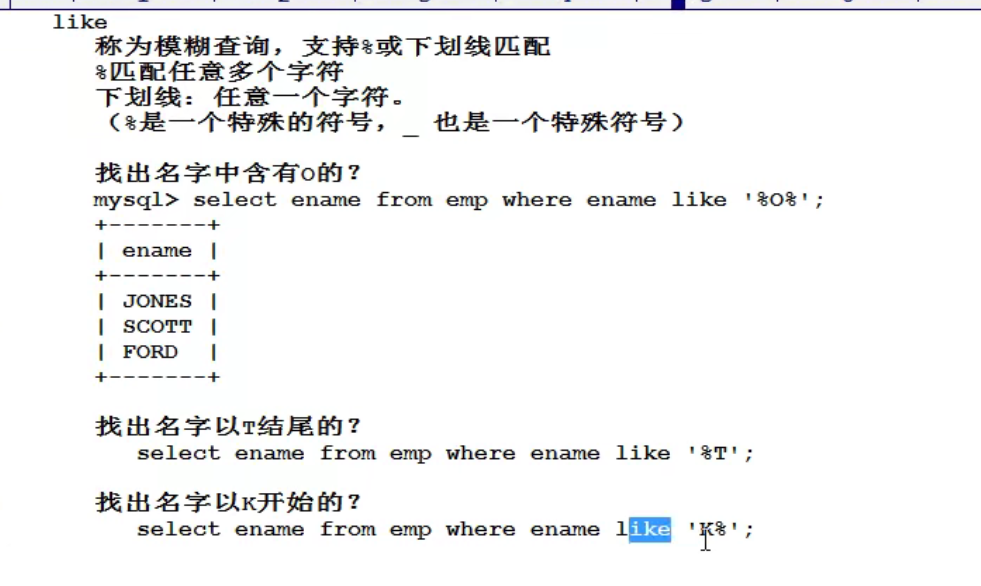 like
称为模糊查询，支持%或下划线匹配
%匹配任意多个字符
下划线：任意一个字符。
（%是一个特殊的符号，_ 也是一个特殊符号）
找出名字中含有O的？
mysql> select ename from emp where ename like '%O%';
+-------+
| ename |
+-------+
| JONES |
| SCOTT |
| FORD  |
+-------+
找出名字以T结尾的？
select ename from emp where ename like '%T';
找出名字以K开始的？
select ename from emp where ename like 'K%';